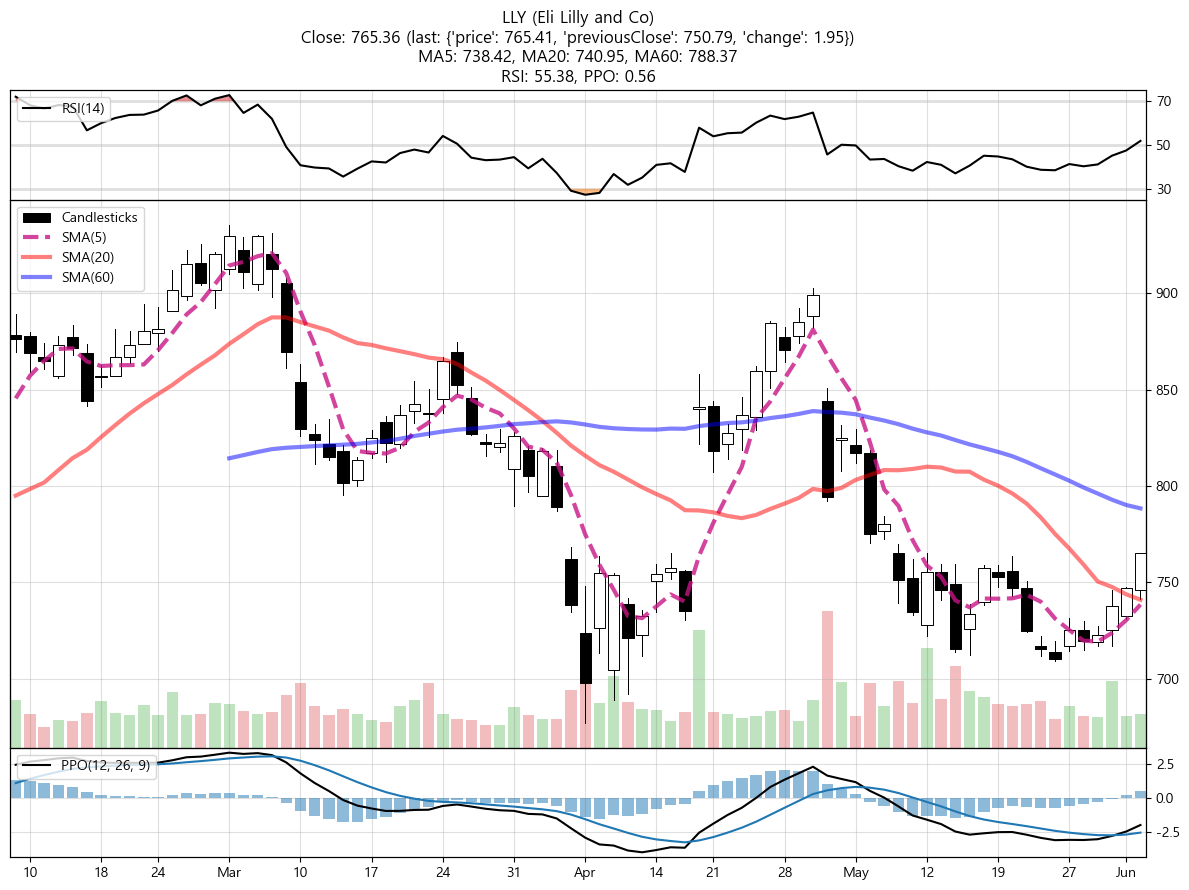 LLY (Eli Lilly and Co)
Close: 765.36 (last: {'price': 765.41, 'previousClose': 750.79, 'change': 1.95})
MA5: 738.42, MA20: 740.95, MA60: 788.37
RSI: 55.38, PPO: 0.56
RSI(14)
70
50
30
Candlesticks
SMA(5)
SMA(20)
SMA(60)
900
850
800
750
700
PPO(12, 26, 9)
2.5
0.0
-2.5
10 18 24 Mar 10 17 24 31 Apr 14 21 28 May 12 19 27 Jun